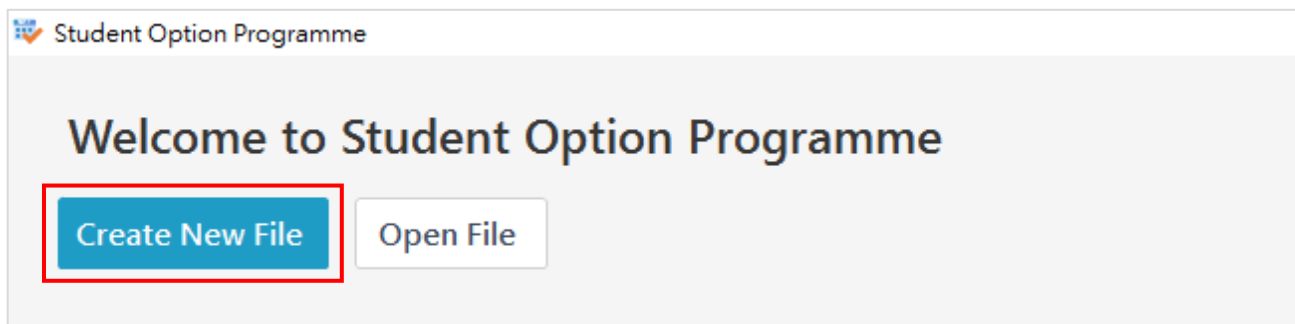 Student Option Programme
Welcome to Student Option Programme
Create New File
Open File